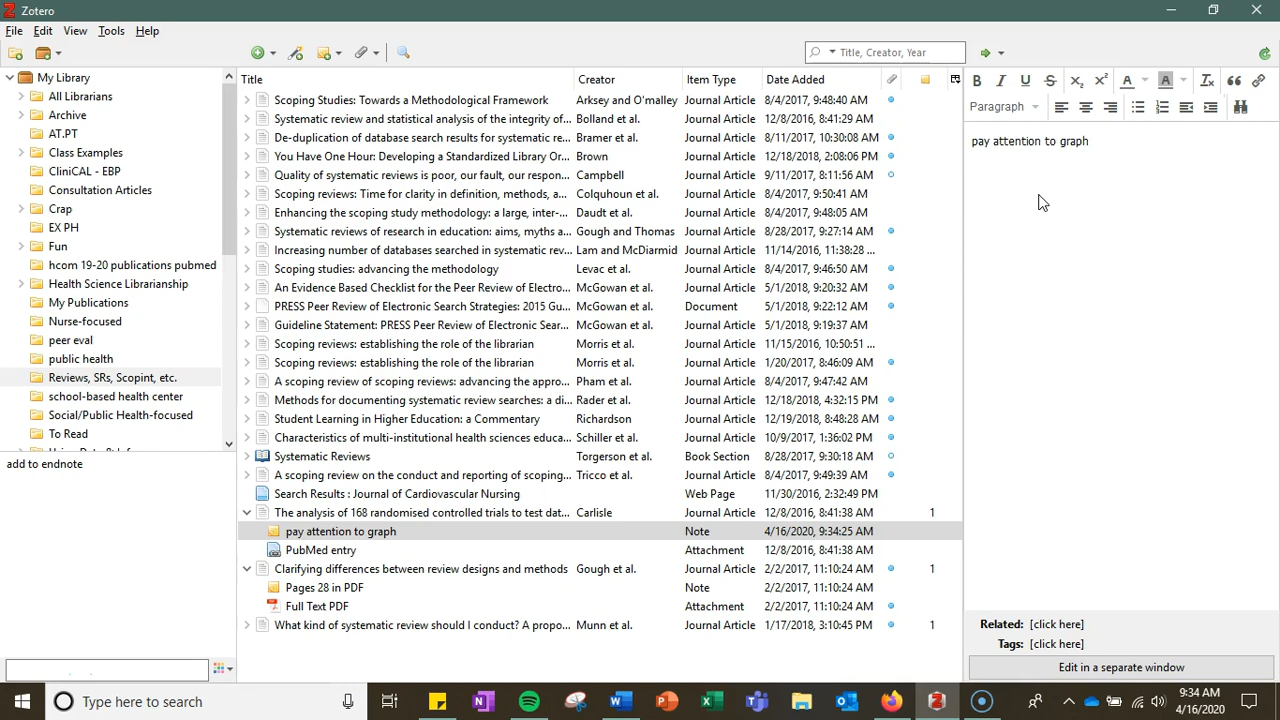 Zotero
File Edit View Tools Help
Title, Creator, Year
My Library
All Librarians
Archive
AT.PT
Class Examples
CliniCAL - EBP
Consultation Articles
Crap
EX PH
Fun
hcom 19-20 publications pubmed
Health Science Librarianship
My Publications
Nurse-focused
peer eval
public health
Reviews, SRs, Scopint, etc.
school-based health center
Social/Public Health-focused
To Read
add to endnote
Title Creator Item Type Date Added
Scoping Studies: Towards a Methodological Framework Arksey and O'malley Journal Article 8/4/2017, 9:48:40 AM
Systematic review and statistical analysis of the integrity of... Bolland et al. Journal Article 12/8/2016, 8:41:29 AM
De-duplication of database search results for systematic re... Bramer et al. Journal Article 8/11/2017, 10:30:08 AM
You Have One Hour: Developing a Standardized Library Or... Brown Journal Article 12/18/2018, 2:08:06 PM
Quality of systematic reviews is poor, our fault, our respon... Campbell Journal Article 9/11/2017, 8:11:56 AM
Scoping reviews: Time for clarity in definition, methods, a... Colquhoun et al. Journal Article 8/4/2017, 9:50:41 AM
Enhancing the scoping study methodology: a large, inter-... Daudt et al. Journal Article 8/4/2017, 9:48:05 AM
Systematic reviews of research in education: aims, myths a... Gough and Thomas Journal Article 8/28/2017, 9:27:14 AM
Increasing number of databases searched in systematic rev... Lam and McDiarmid Journal Article 11/14/2016, 11:38:28 ...
Scoping studies: advancing the methodology Levac et al. Journal Article 8/4/2017, 9:46:50 AM
An Evidence Based Checklist for the Peer Review of Electro... McGowan et al. Journal Article 5/1/2018, 9:20:32 AM
PRESS Peer Review of Electronic Search Strategies: 2015 Gu... McGowan et al. Document 5/1/2018, 9:22:12 AM
Guideline Statement: PRESS Peer Review of Electronic Sear... McGowan et al. Journal Article 5/1/2018, 9:19:37 AM
Scoping reviews: establishing the role of the librarian Morris et al. Journal Article 11/15/2016, 10:50:51 ...
Scoping reviews: establishing the role of the librarian Morris et al. Journal Article 1/20/2017, 8:46:09 AM
A scoping review of scoping reviews: advancing the appro... Pham et al. Journal Article 8/4/2017, 9:47:42 AM
Methods for documenting systematic review searches: a di... Rader et al. Journal Article 12/18/2018, 4:32:15 PM
Student Learning in Higher Education: a Commentary Richardson Journal Article 12/19/2018, 8:48:28 AM
Characteristics of multi-institutional health sciences educa... Schiller et al. Journal Article 10/9/2017, 1:36:02 PM
Systematic Reviews Torgerson et al. Book Section 8/28/2017, 9:30:18 AM
A scoping review on the conduct and reporting of scoping... Tricco et al. Journal Article 8/4/2017, 9:49:39 AM
Search Results : Journal of Cardiovascular Nursing Web Page 11/30/2016, 2:32:49 PM
The analysis of 168 randomised controlled trials to test dat... Carlisle Journal Article 12/8/2016, 8:41:38 AM 1
pay attention to graph Note 4/16/2020, 9:34:25 AM
PubMed entry Attachment 12/8/2016, 8:41:38 AM
Clarifying differences between review designs and methods Gough et al. Journal Article 2/2/2017, 11:10:24 AM 1
Pages 28 in PDF Note 2/2/2017, 11:10:24 AM
Full Text PDF Attachment 2/2/2017, 11:10:24 AM
What kind of systematic review should I conduct? A propo... Munn et al. Journal Article 1/17/2018, 3:10:45 PM 1
Paragraph
pay attention to graph
Related: [click here]
Tags: [click here]
Edit in a separate window
Type here to search
9:34 AM
4/16/2020